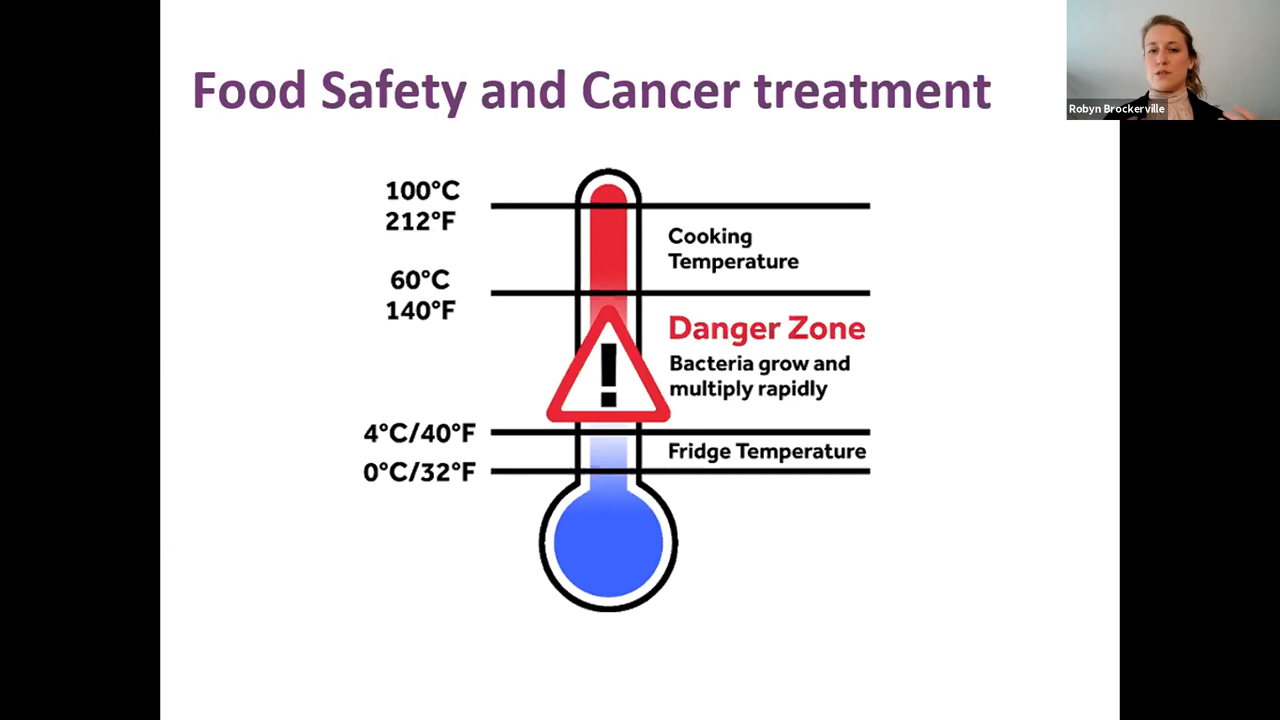 Food Safety and Cancer treatment
Robyn Brockerville
100°C
212°F
Cooking
Temperature
60°C
140°F
Danger Zone
Bacteria grow and
multiply rapidly
!
4°C/40°F
Fridge Temperature
0°C/32°F